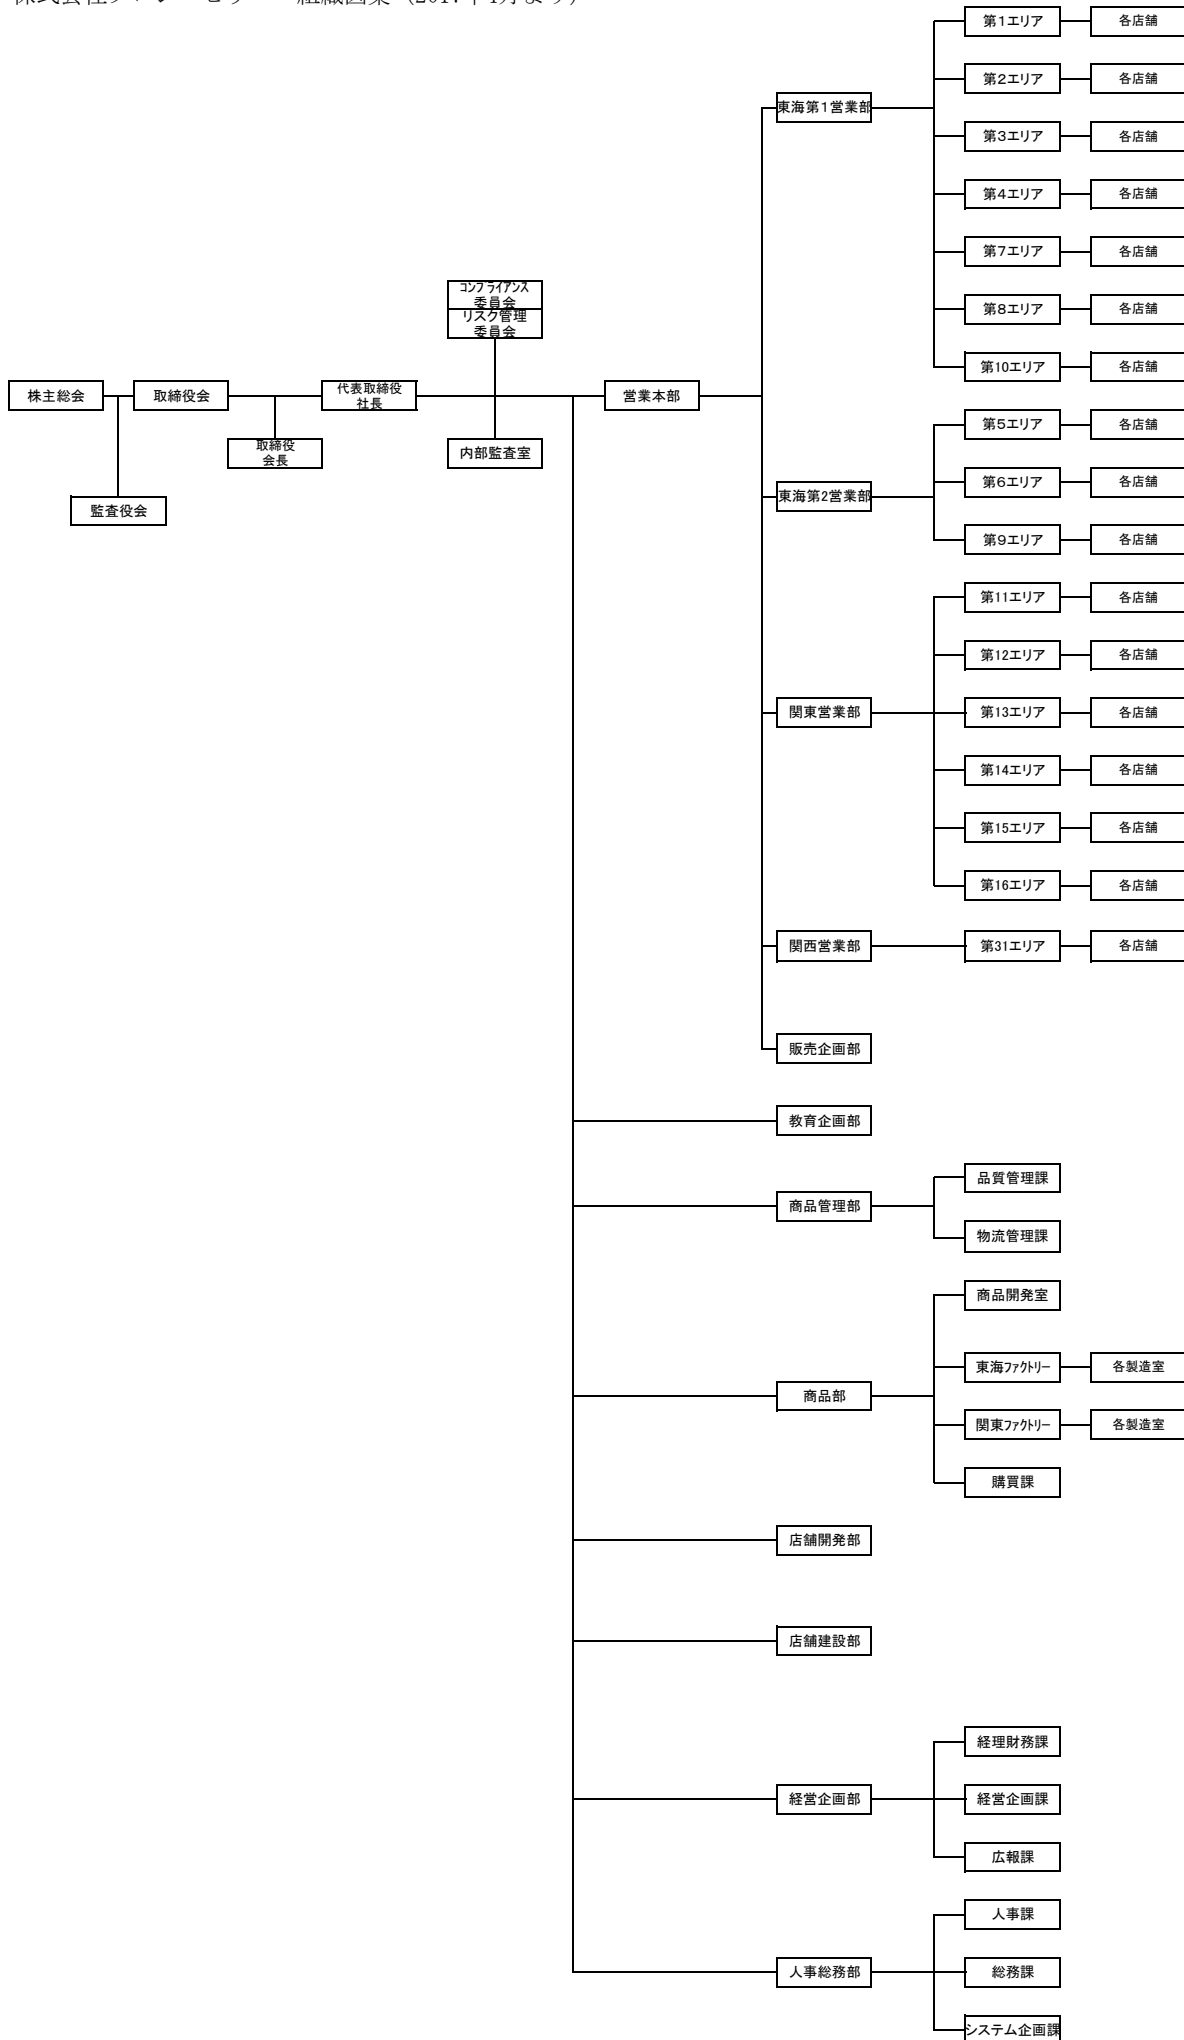 第1エリア 各店舗
第2エリア 各店舗
東海第1営業部
第3エリア 各店舗
第4エリア 各店舗
第7エリア 各店舗
コンプライアンス
委員会
リスク管理
委員会
第8エリア 各店舗
第10エリア 各店舗
株主総会 取締役会
代表取締役
社長
営業本部
第5エリア 各店舗
取締役
会長
内部監査室
第6エリア 各店舗
東海第2営業部
監査役会
第9エリア 各店舗
第11エリア 各店舗
第12エリア 各店舗
関東営業部 第13エリア 各店舗
第14エリア 各店舗
第15エリア 各店舗
第16エリア 各店舗
関西営業部 第31エリア 各店舗
販売企画部
教育企画部
品質管理課
商品管理部
物流管理課
商品開発室
東海ファクトリー 各製造室
商品部
関東ファクトリー 各製造室
購買課
店舗開発部
店舗建設部
経理財務課
経営企画部 経営企画課
広報課
人事課
人事総務部 総務課
システム企画課